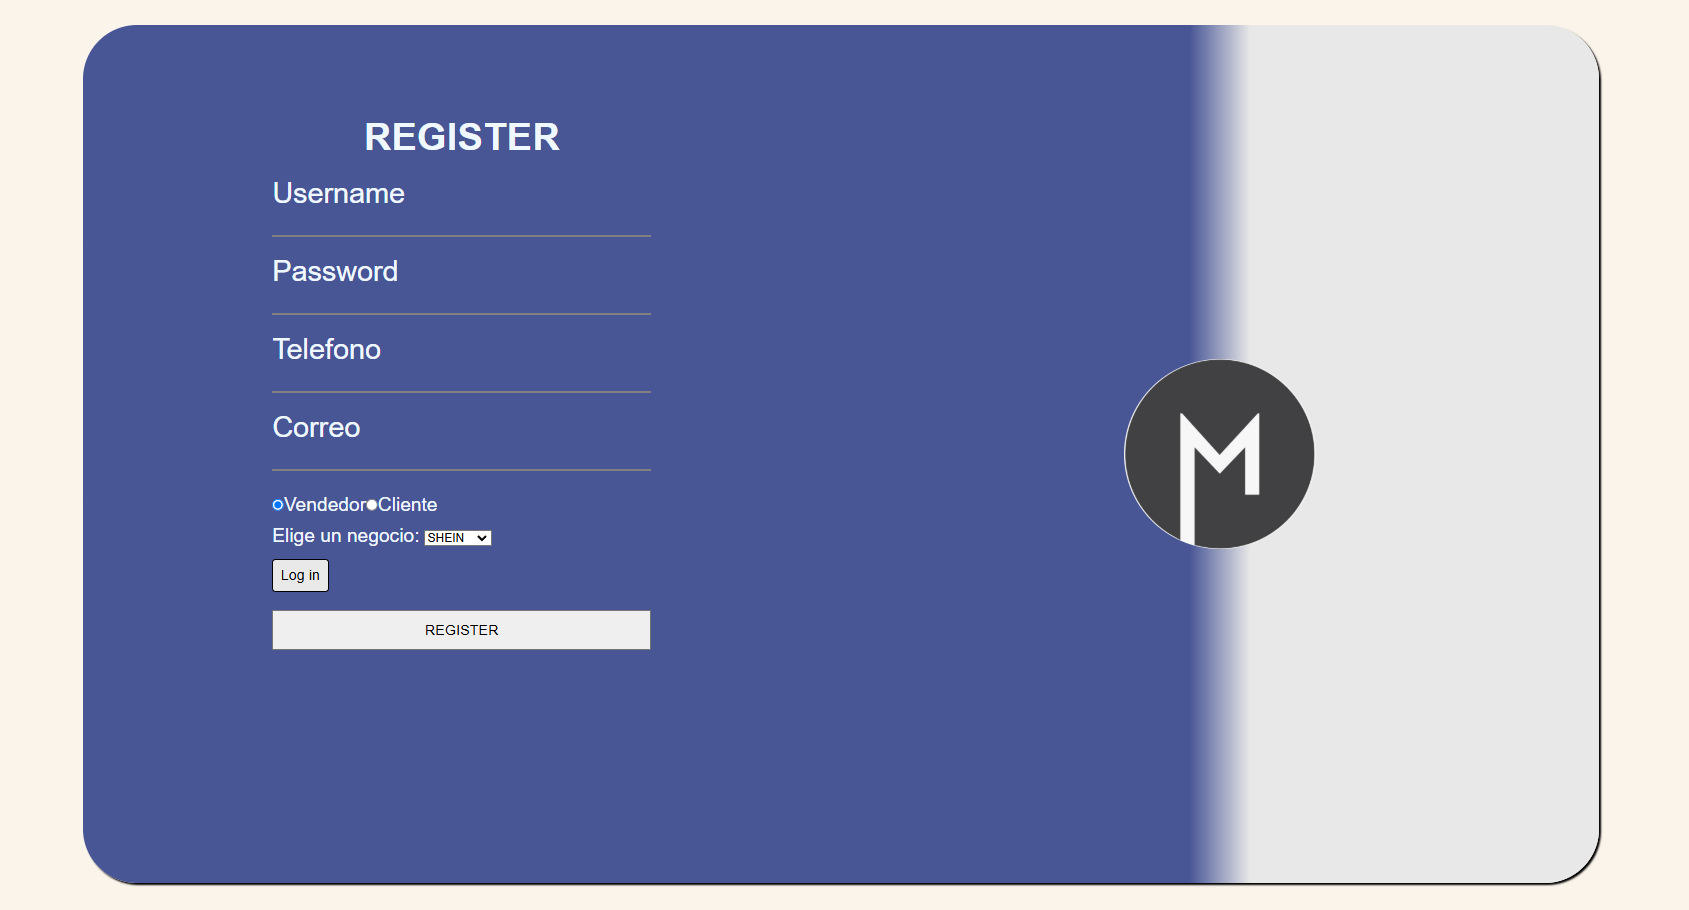 REGISTER
Username
Password
Telefono
Correo
Vendedor Cliente
Elige un negocio: SHEIN
Log in
REGISTER
M